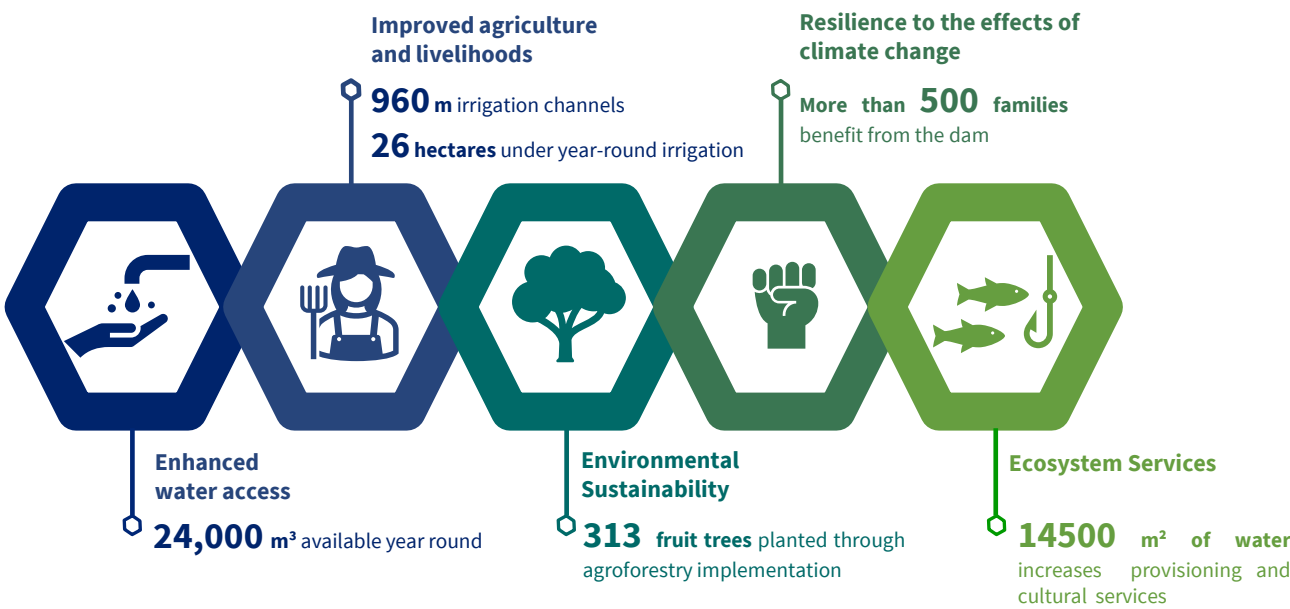 Improved agriculture
and livelihoods
960 m irrigation channels
26 hectares under year-round irrigation
Resilience to the effects of
climate change
More than 500 families
benefit from the dam
Enhanced
water access
24,000 m³ available year round
Environmental
Sustainability
313 fruit trees planted through
agroforestry implementation
Ecosystem Services
14500 m² of water
increases provisioning and
cultural services